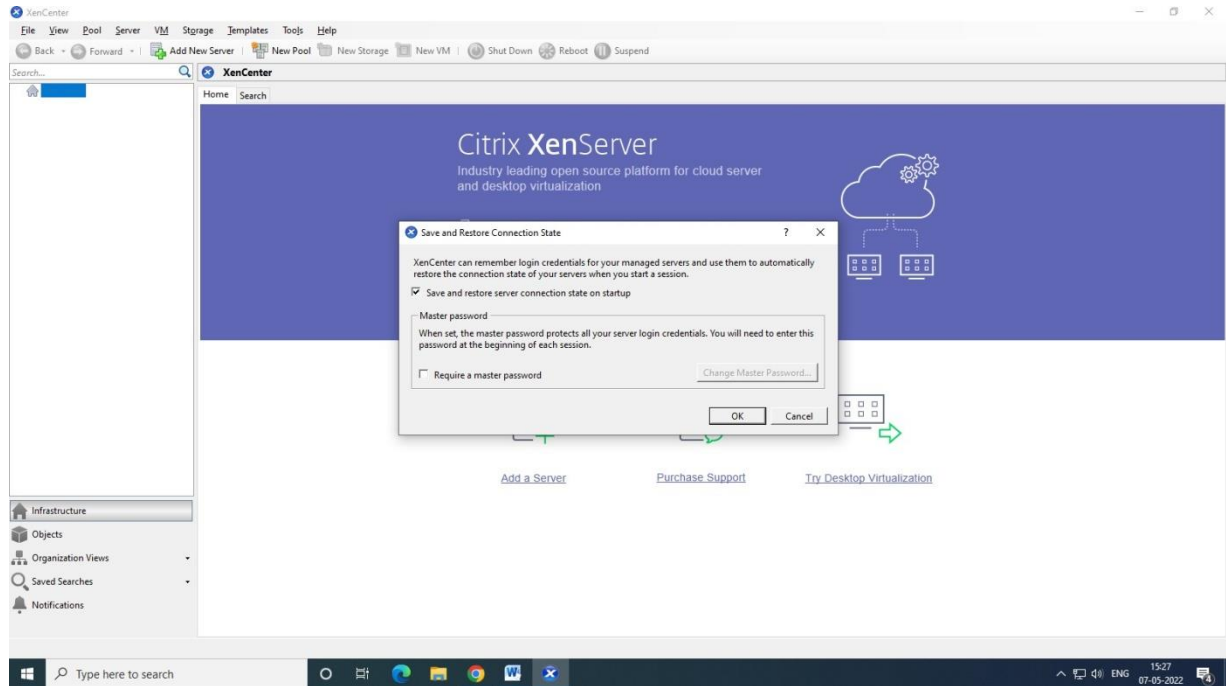 XenCenter
File View Pool Server VM Storage Templates Tools Help
Back Forward Add New Server New Pool New Storage New VM Shut Down Reboot Suspend
Search... XenCenter
Home Search
Citrix XenServer
Industry leading open source platform for cloud server
and desktop virtualization
Save and Restore Connection State ?
XenCenter can remember login credentials for your managed servers and use them to automatically
restore the connection state of your servers when you start a session.
Save and restore server connection state on startup
Master password
When set, the master password protects all your server login credentials. You will need to enter this
password at the beginning of each session.
Require a master password Change Master Password...
OK Cancel
Add a Server Purchase Support Try Desktop Virtualization
Infrastructure
Objects
Organization Views
Saved Searches
Notifications
Type here to search
ENG 15:27
07-05-2022